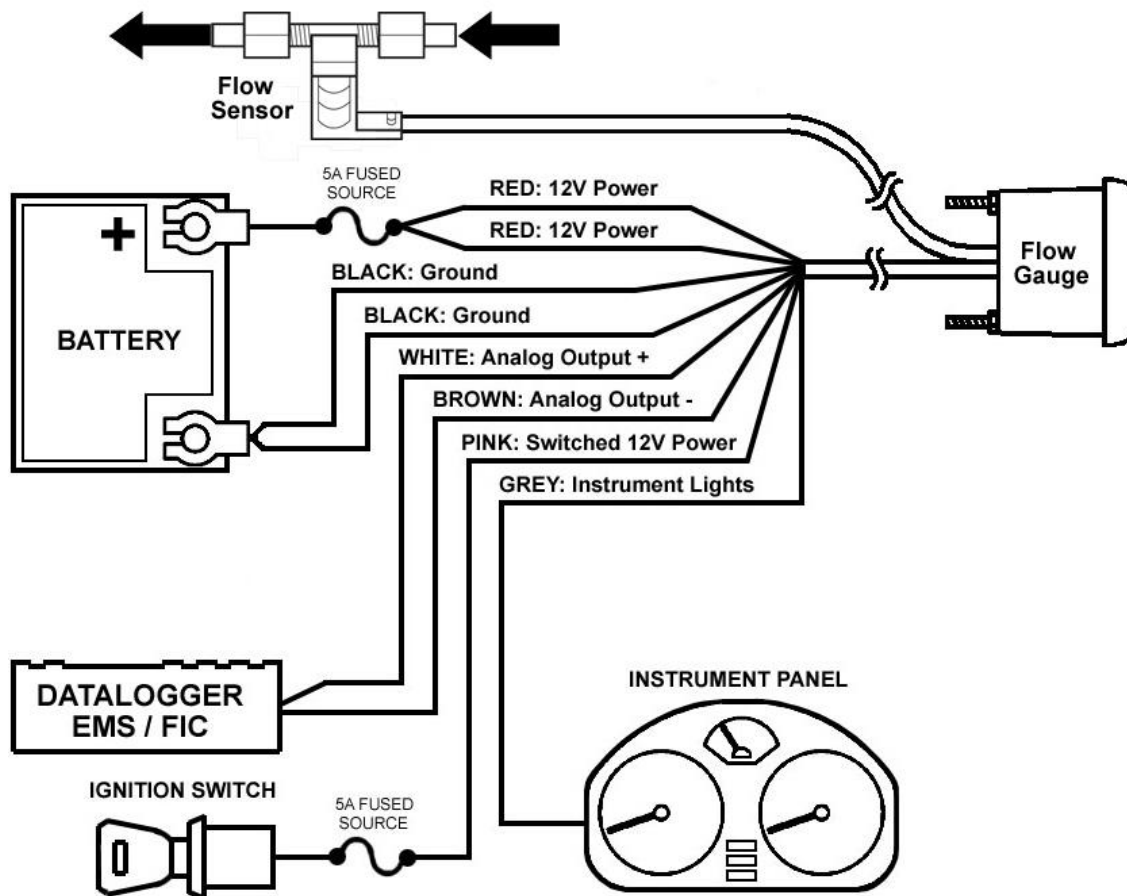 Flow
Sensor
5A FUSED
SOURCE
RED: 12V Power
RED: 12V Power
BLACK: Ground
BLACK: Ground
WHITE: Analog Output +
BROWN: Analog Output -
PINK: Switched 12V Power
GREY: Instrument Lights
Flow
Gauge
+
BATTERY
DATALOGGER
EMS / FIC
INSTRUMENT PANEL
IGNITION SWITCH
5A FUSED
SOURCE